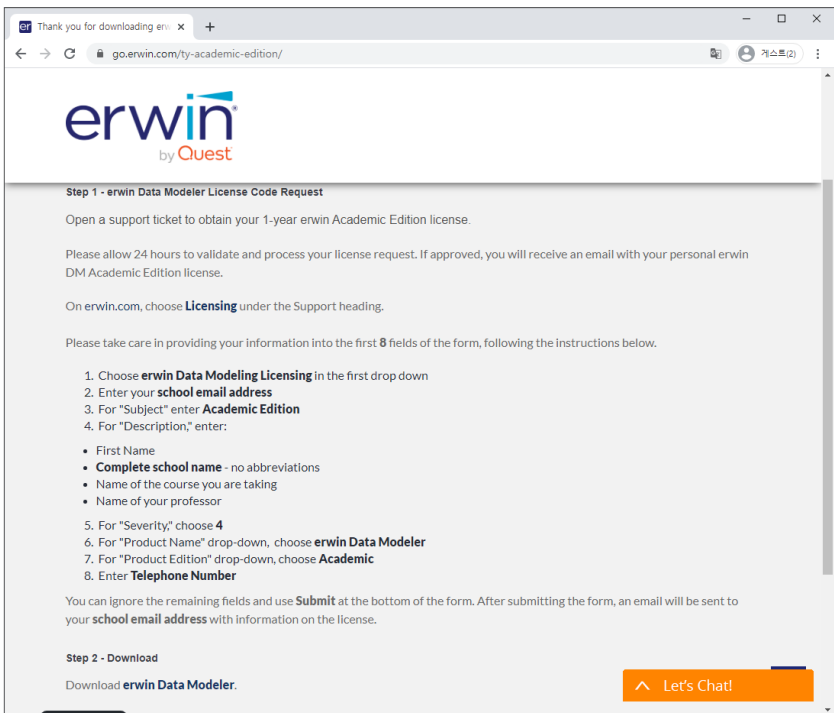 er Thank you for downloading erw
go.erwin.com/ty-academic-edition/
게스트(2)
erwin
by Quest
Step 1 - erwin Data Modeler License Code Request
Open a support ticket to obtain your 1-year erwin Academic Edition license.
Please allow 24 hours to validate and process your license request. If approved, you will receive an email with your personal erwin
DM Academic Edition license.
On erwin.com, choose Licensing under the Support heading.
Please take care in providing your information into the first 8 fields of the form, following the instructions below.
1. Choose erwin Data Modeling Licensing in the first drop down
2. Enter your school email address
3. For "Subject" enter Academic Edition
4. For "Description," enter:
• First Name
• Complete school name - no abbreviations
• Name of the course you are taking
• Name of your professor
5. For "Severity," choose 4
6. For "Product Name" drop-down, choose erwin Data Modeler
7. For "Product Edition" drop-down, choose Academic
8. Enter Telephone Number
You can ignore the remaining fields and use Submit at the bottom of the form. After submitting the form, an email will be sent to
your school email address with information on the license.
Step 2 - Download
Download erwin Data Modeler.
Let's Chat!